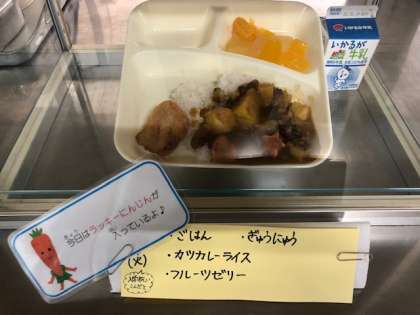 いかるが
牛乳
今日はラッキーにんじんが
入っているよ♪
・ごはん ・ぎゅうにゅう
(火)
・カツカレーライス
・フルーツゼリー